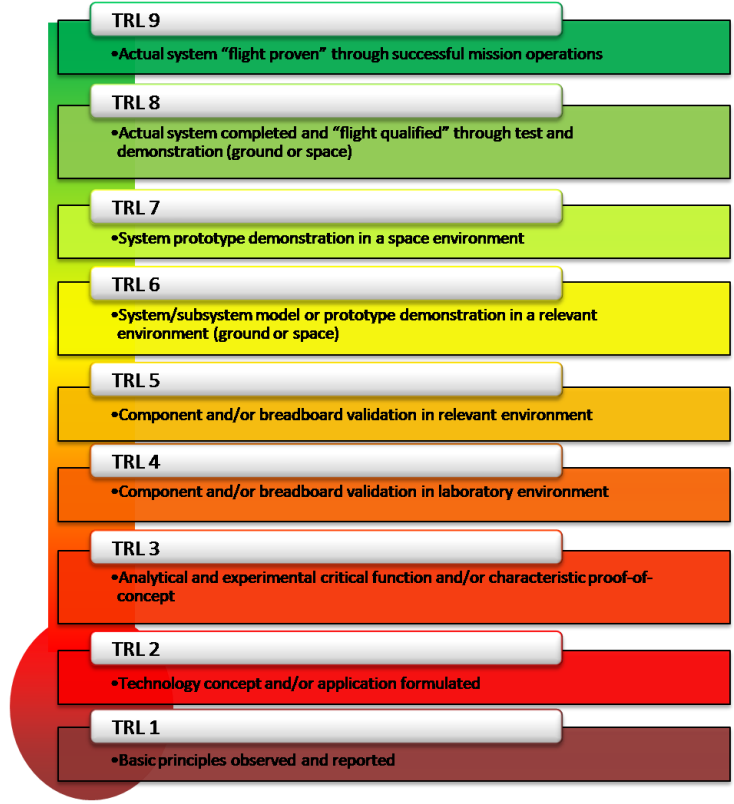 TRL 9
•Actual system “flight proven” through successful mission operations
TRL 8
•Actual system completed and “flight qualified” through test and
demonstration (ground or space)
TRL 7
•System prototype demonstration in a space environment
TRL 6
•System/subsystem model or prototype demonstration in a relevant
environment (ground or space)
TRL 5
•Component and/or breadboard validation in relevant environment
TRL 4
•Component and/or breadboard validation in laboratory environment
TRL 3
•Analytical and experimental critical function and/or characteristic proof-of-
concept
TRL 2
•Technology concept and/or application formulated
TRL 1
•Basic principles observed and reported